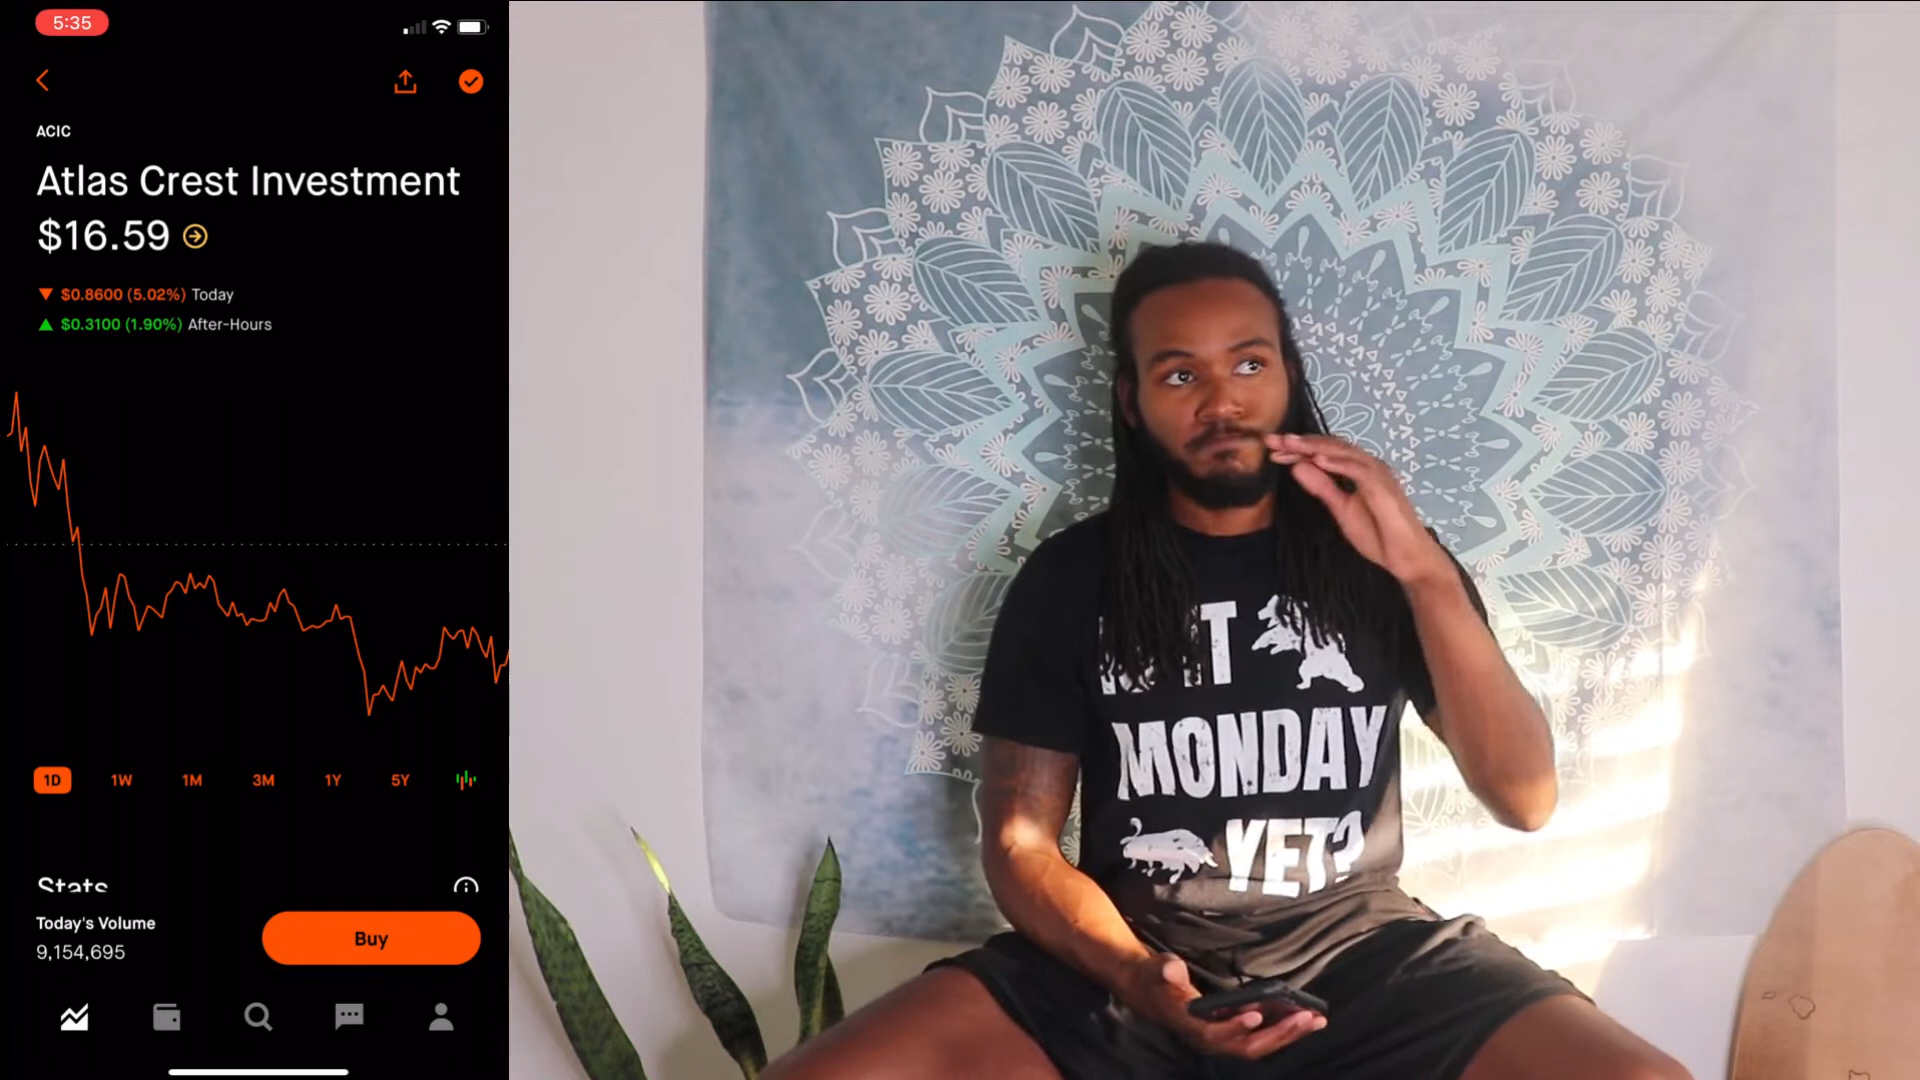 5:35
ACIC
Atlas Crest Investment
$16.59
$0.8600 (5.02%) Today
$0.3100 (1.90%) After-Hours
1D 1W 1M 3M 1Y 5Y
Stats
Today's Volume
9,154,695
Buy
MONDAY
YET?